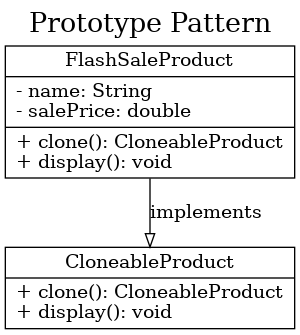 Prototype Pattern
FlashSaleProduct
- name: String
- salePrice: double
+ clone(): CloneableProduct
+ display(): void
implements
CloneableProduct
+ clone(): CloneableProduct
+ display(): void